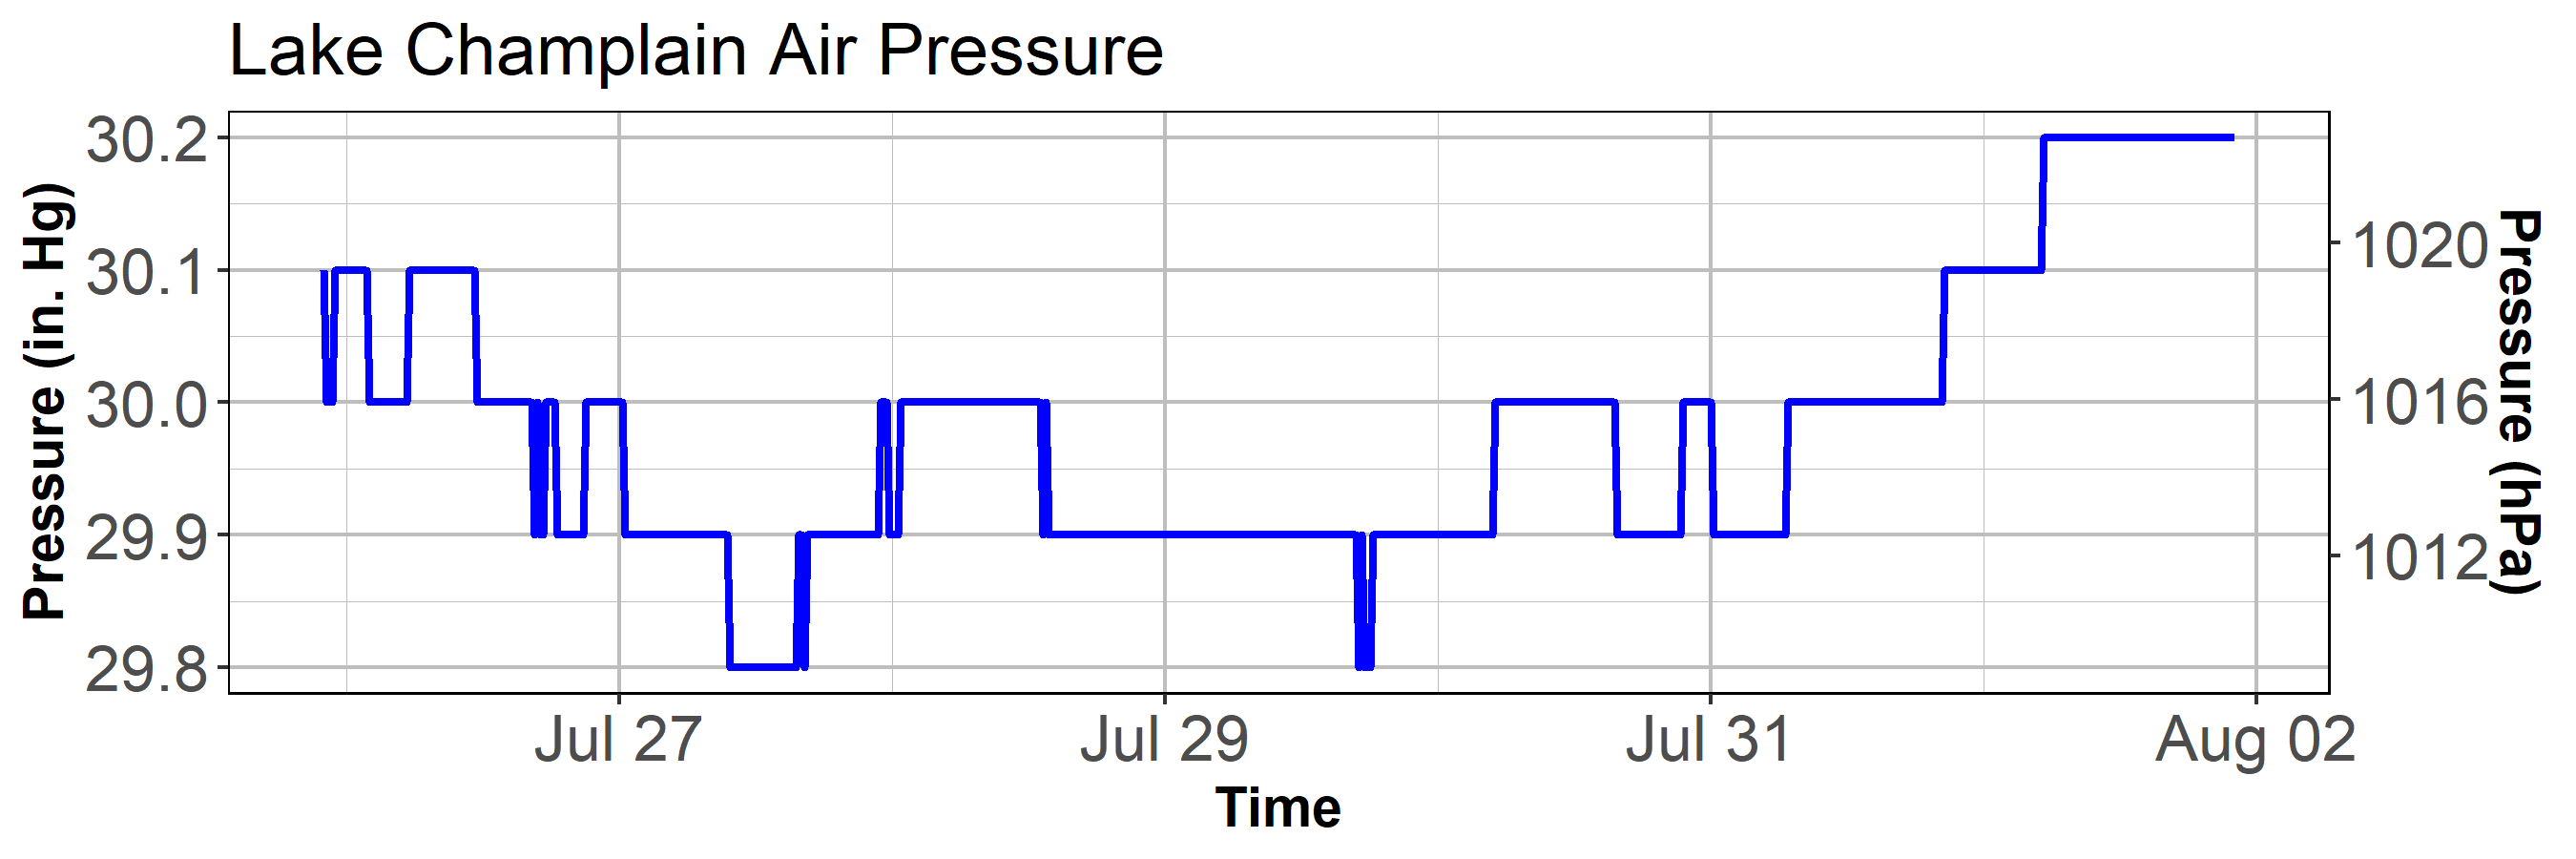 Lake Champlain Air Pressure
Pressure (in. Hg)
30.2
30.1
30.0
29.9
29.8
1020
1016
1012
Pressure (hPa)
Jul 27
Jul 29
Jul 31
Aug 02
Time